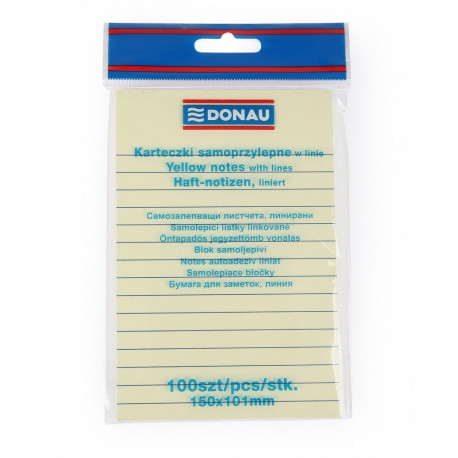 DONAU
Karteczki samoprzylepne w linie
Yellow notes with lines
Haft-notizen, liniert
Самозалепващи листчета, линирани
Samolepící lístky linkované
Öntapadós jegyzettömb vonalas
Blok samoljepivi
Notes autoadeziv liniat
Samolepiace bločky
Бумага для заметок, линия
100szt/pcs/stk.
150x101mm